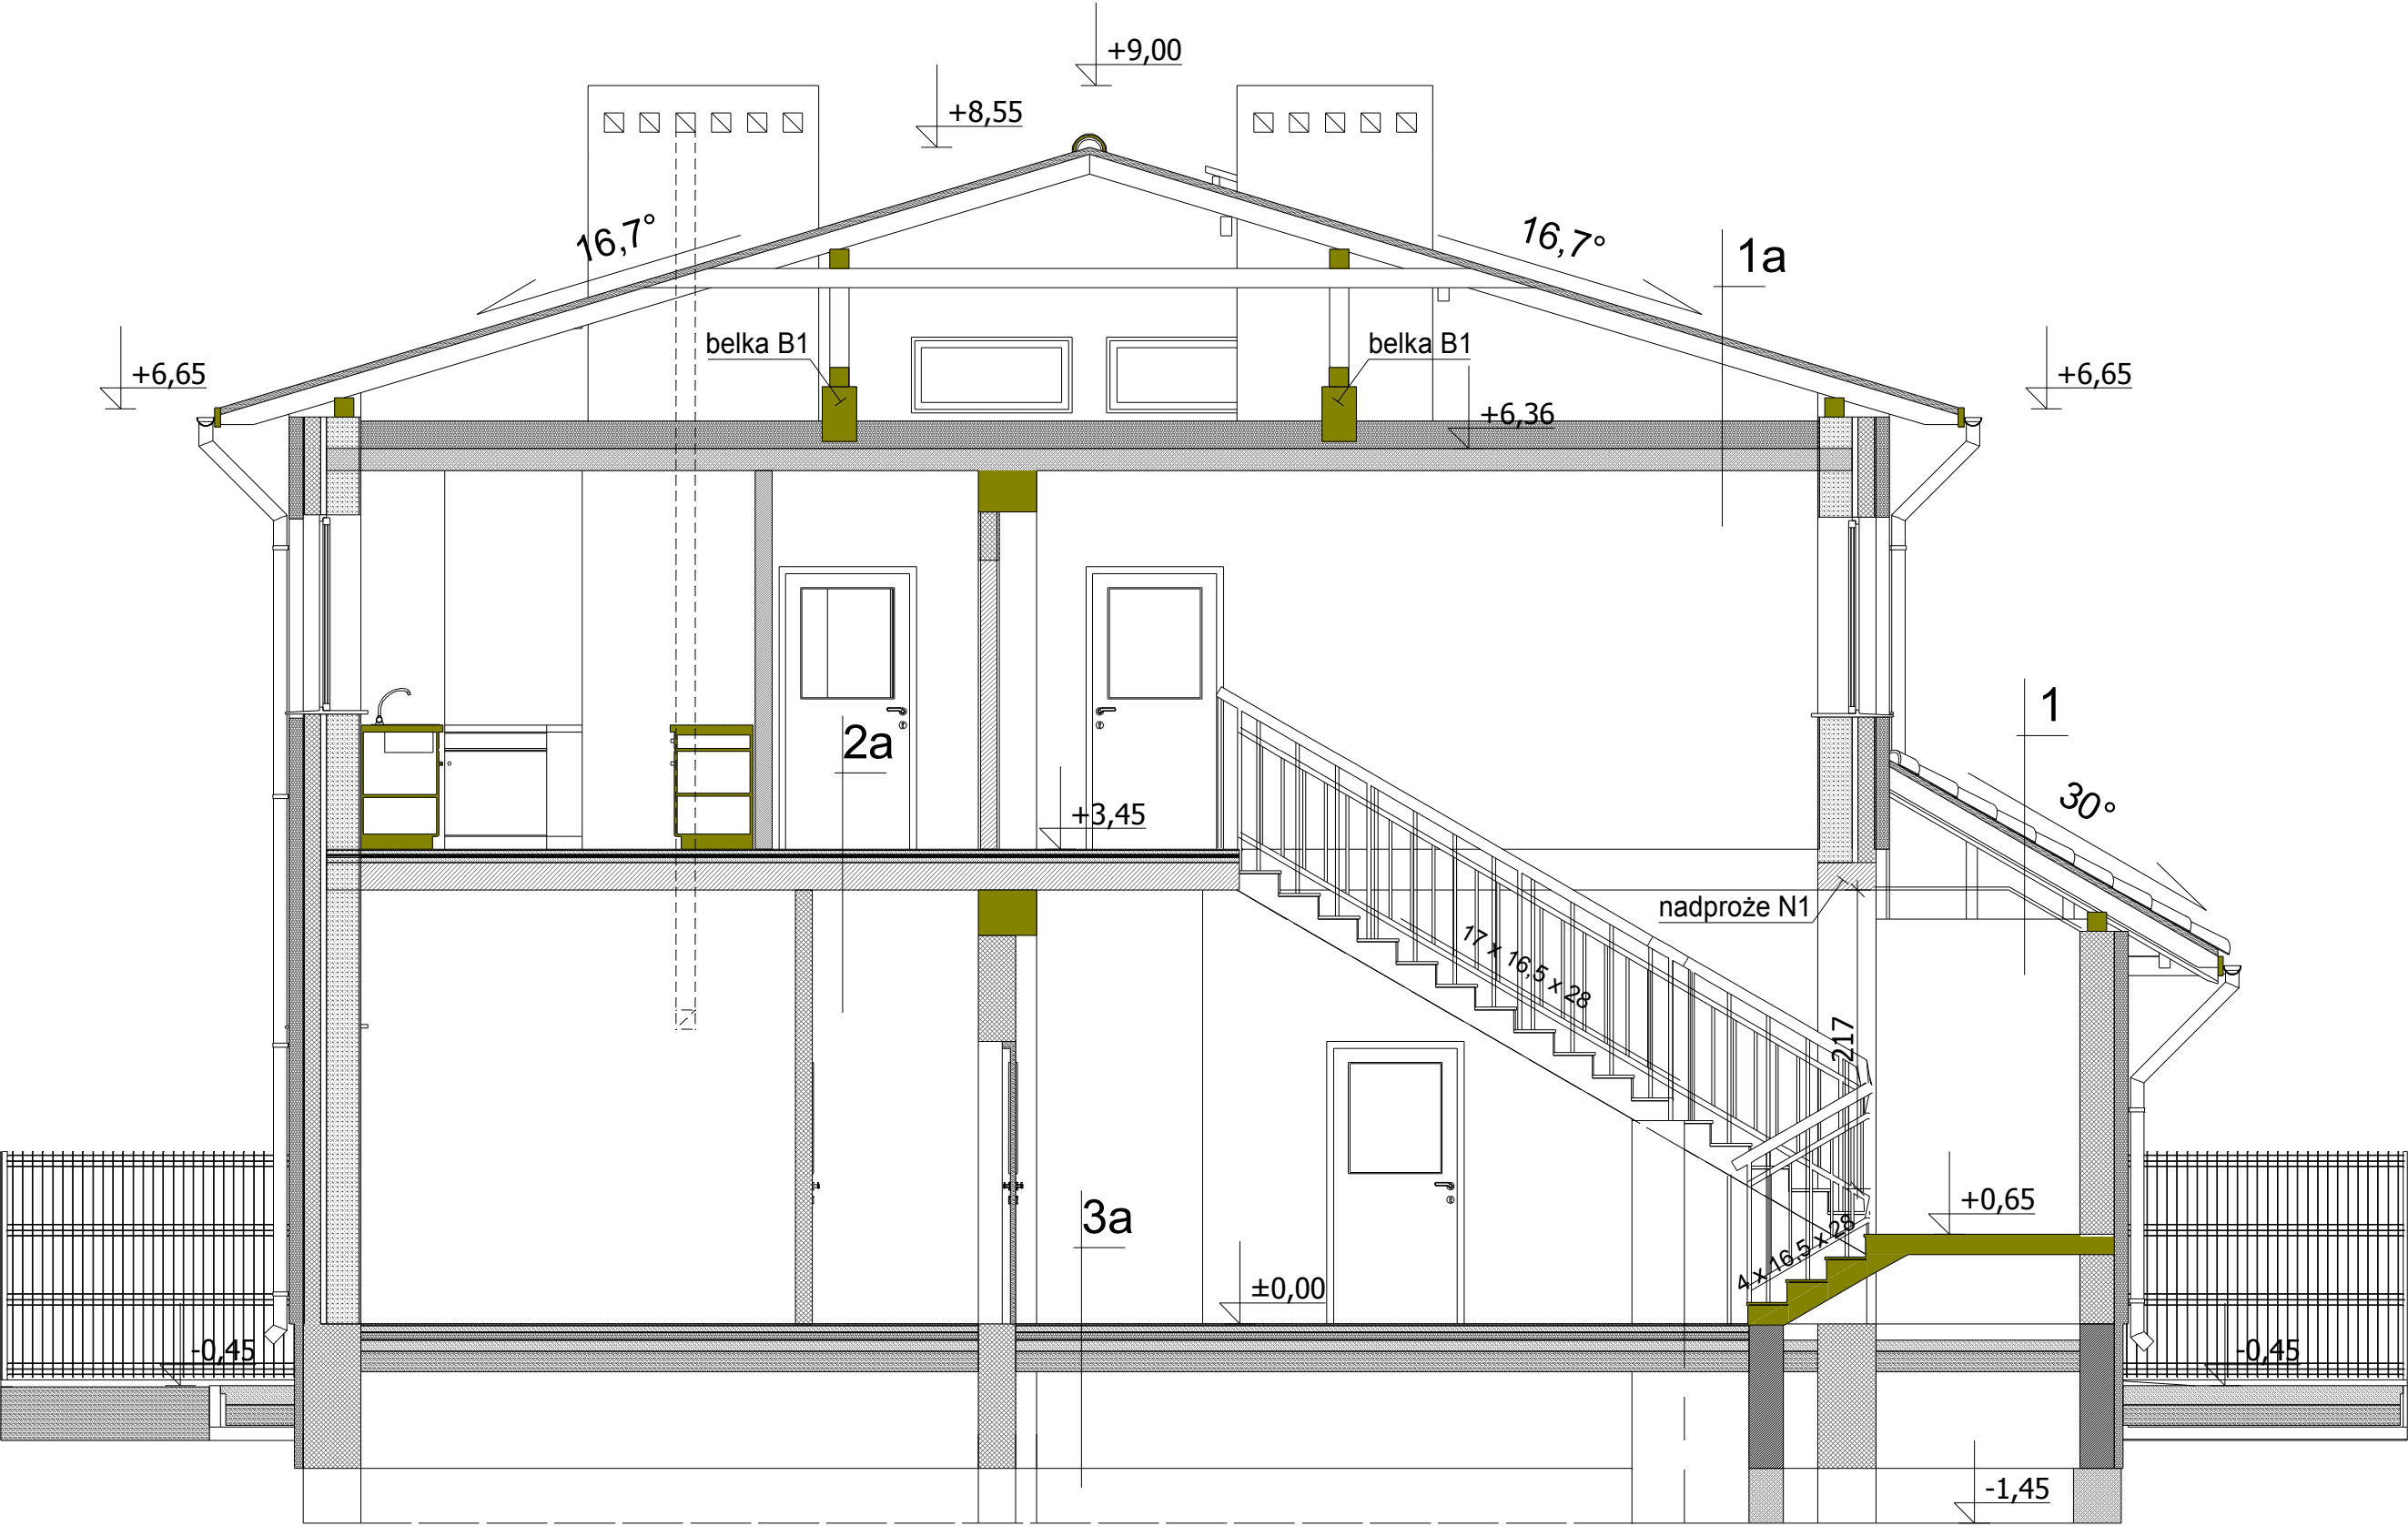 +9,00
+8,55
16,7°
16,7°
1a
belka B1
belka B1
+6,65
+6,65
+6,36
1
2a
30°
+3,45
nadproże N1
17 x 16,5 x 28
217
3a
+0,65
4 x 16,5 x 28
±0,00
-0,45
-0,45
-1,45